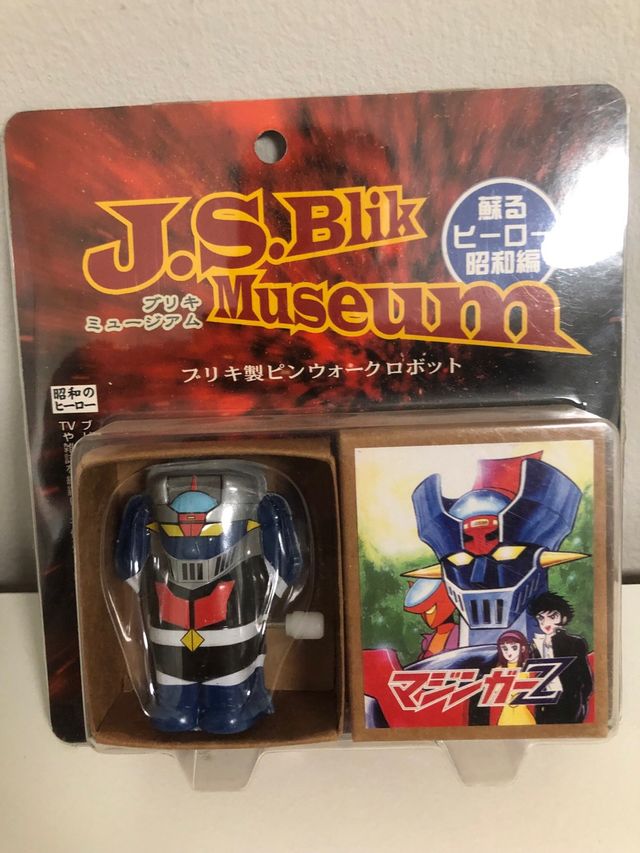 J.S.Blik
Museum
ブリキ
ミュージアム
蘇る
ヒーロー
昭和編
ブリキ製ピンウォークロボット
昭和の
ヒーロー
マジンガーZ